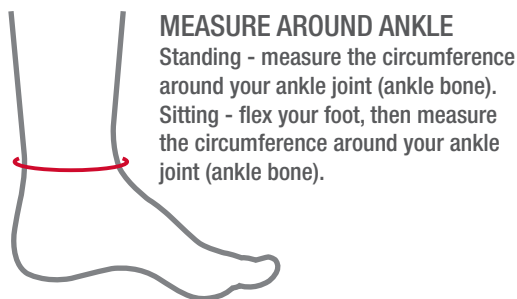 MEASURE AROUND ANKLE
Standing - measure the circumference
around your ankle joint (ankle bone).
Sitting - flex your foot, then measure
the circumference around your ankle
joint (ankle bone).